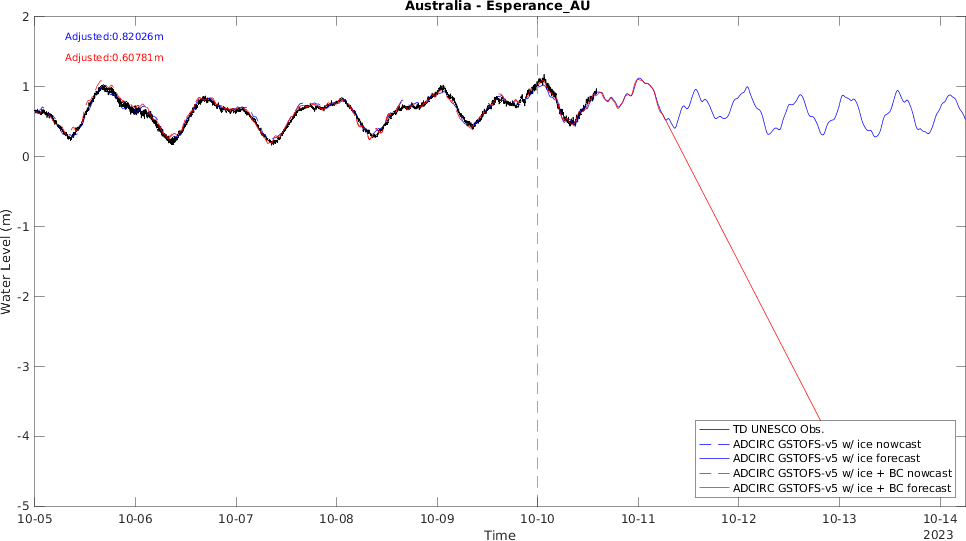 Australia - Esperance_AU
Adjusted:0.82026m
Adjusted:0.60781m
2
1
0
-1
-2
-3
-4
-5
Water Level (m)
TD UNESCO Obs.
ADCIRC GSTOFS-v5 w/ ice nowcast
ADCIRC GSTOFS-v5 w/ ice forecast
ADCIRC GSTOFS-v5 w/ ice + BC nowcast
ADCIRC GSTOFS-v5 w/ ice + BC forecast
10-05 10-06 10-07 10-08 10-09 10-10 10-11 10-12 10-13 10-14
Time
2023